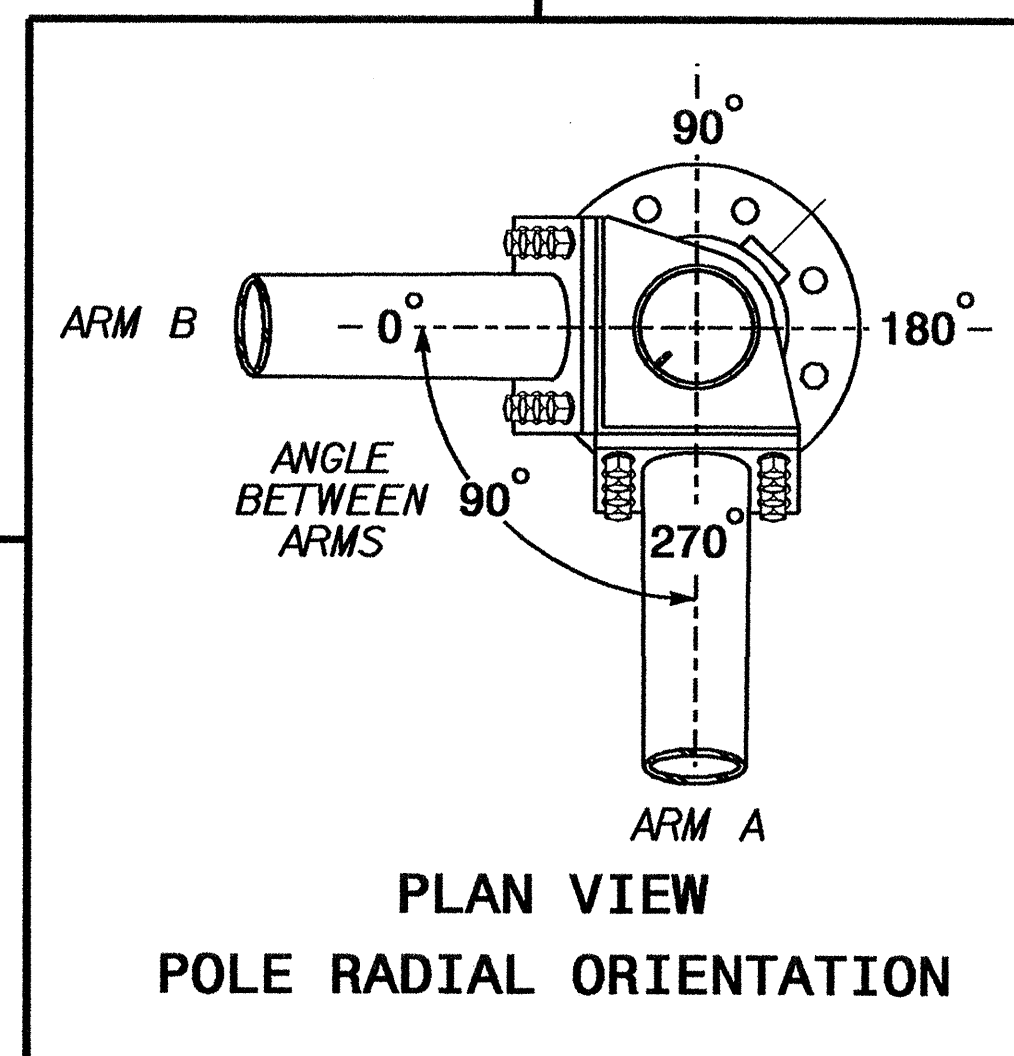 90°
ARM B
0°
180°
ANGLE
BETWEEN
ARMS
90°
270°
ARM A
PLAN VIEW
POLE RADIAL ORIENTATION